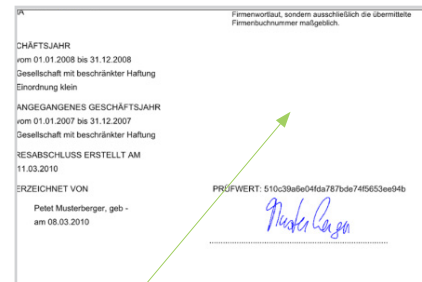 Firmenwortlaut, sondern ausschließlich die übermittelte
Firmenbuchnummer maßgeblich.
CHÄFTSJAHR
vom 01.01.2008 bis 31.12.2008
Gesellschaft mit beschränkter Haftung
Einordnung klein
ANGEGANGENES GESCHÄFTSJAHR
vom 01.01.2007 bis 31.12.2007
Gesellschaft mit beschränkter Haftung
RESABSCHLUSS ERSTELLT AM
11.03.2010
ERZEICHNET VON
PRÜFWERT: 510c39a6e04fda787bde74f5653ee94b
Petet Musterberger, geb -
am 08.03.2010